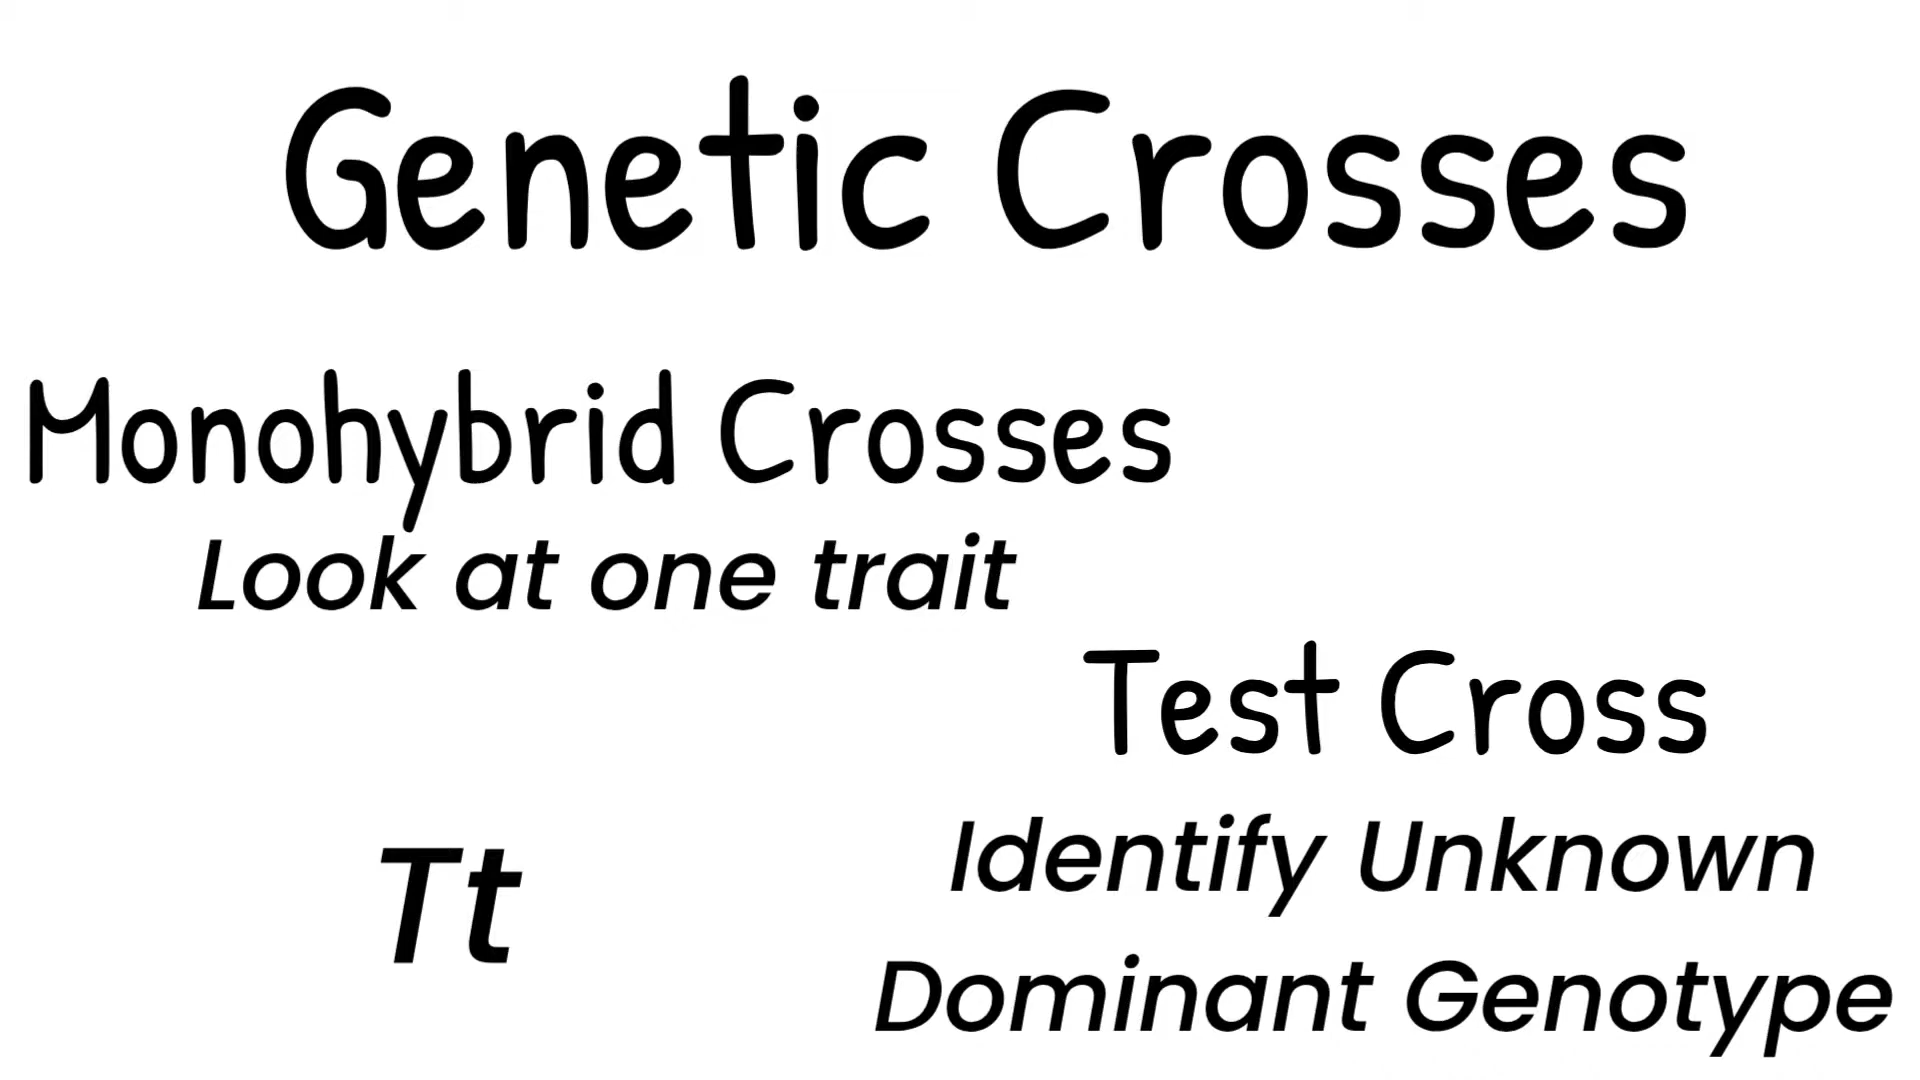 Genetic Crosses
Monohybrid Crosses
Look at one trait
Test Cross
Identify Unknown
Dominant Genotype
Tt